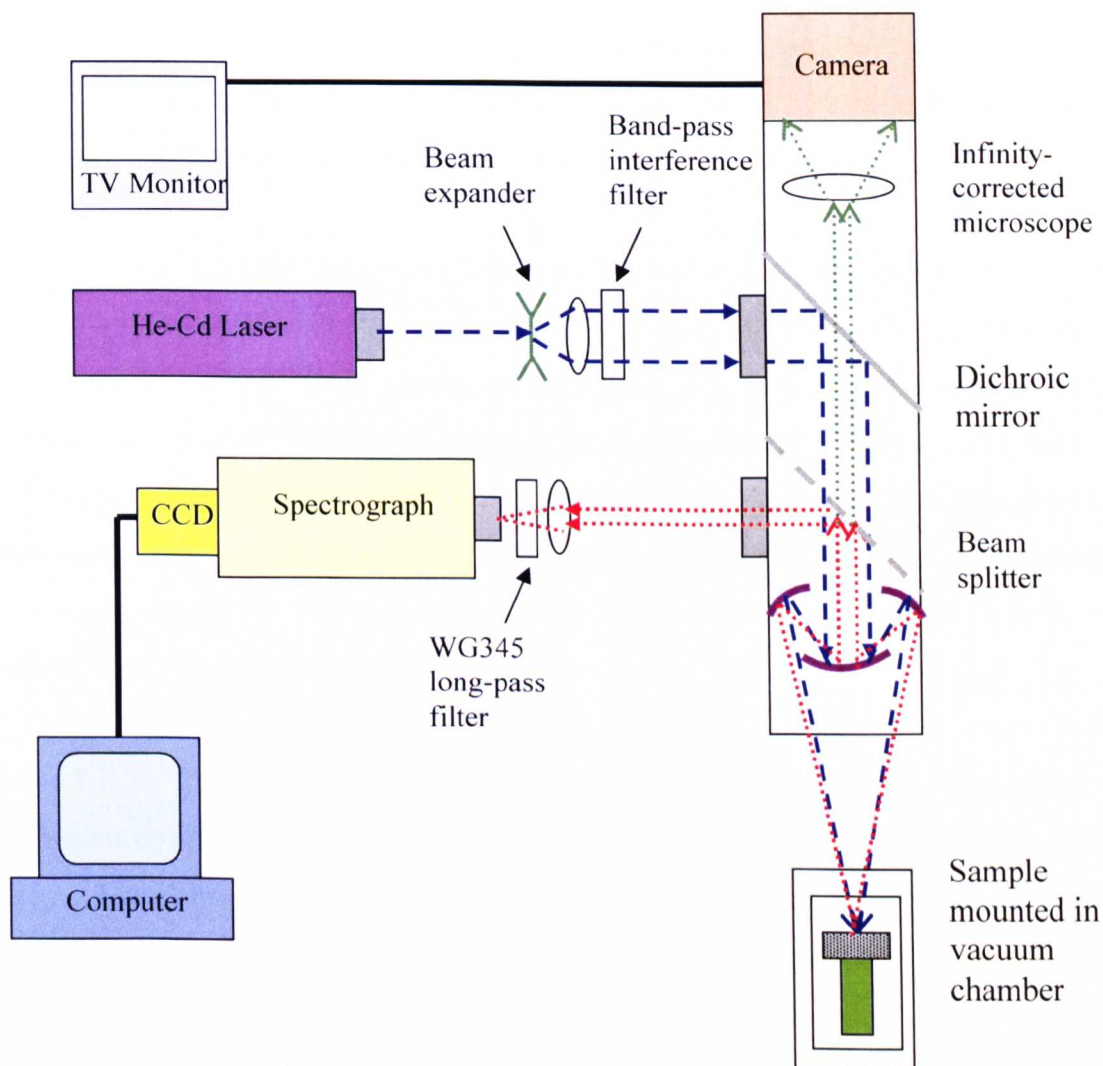 Camera
TV Monitor
Beam
expander
Band-pass
interference
filter
Infinity-
corrected
microscope
He-Cd Laser
Dichroic
mirror
CCD
Spectrograph
Beam
splitter
WG345
long-pass
filter
Computer
Sample
mounted in
vacuum
chamber